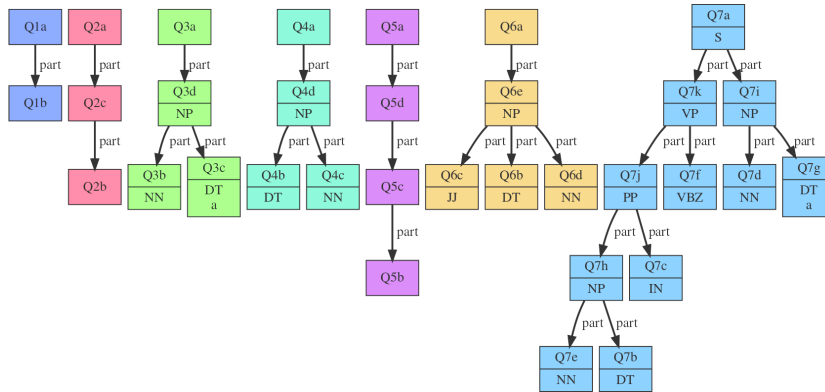 Q1a
part
Q1b
Q2a
part
Q2c
part
Q2b
Q3a
part
Q3d
NP
part
part
Q3b
NN
Q3c
DT
a
Q4a
part
Q4d
NP
part
part
Q4b
DT
Q4c
NN
Q5a
part
Q5d
part
Q5c
part
Q5b
Q6a
part
Q6e
NP
part
part
part
Q6c
JJ
Q6b
DT
Q6d
NN
Q7a
S
part
part
Q7k
VP
Q7i
NP
part
part
part
part
Q7j
PP
Q7f
VBZ
Q7d
NN
Q7g
DT
a
part
part
Q7h
NP
Q7c
IN
part
part
Q7e
NN
Q7b
DT